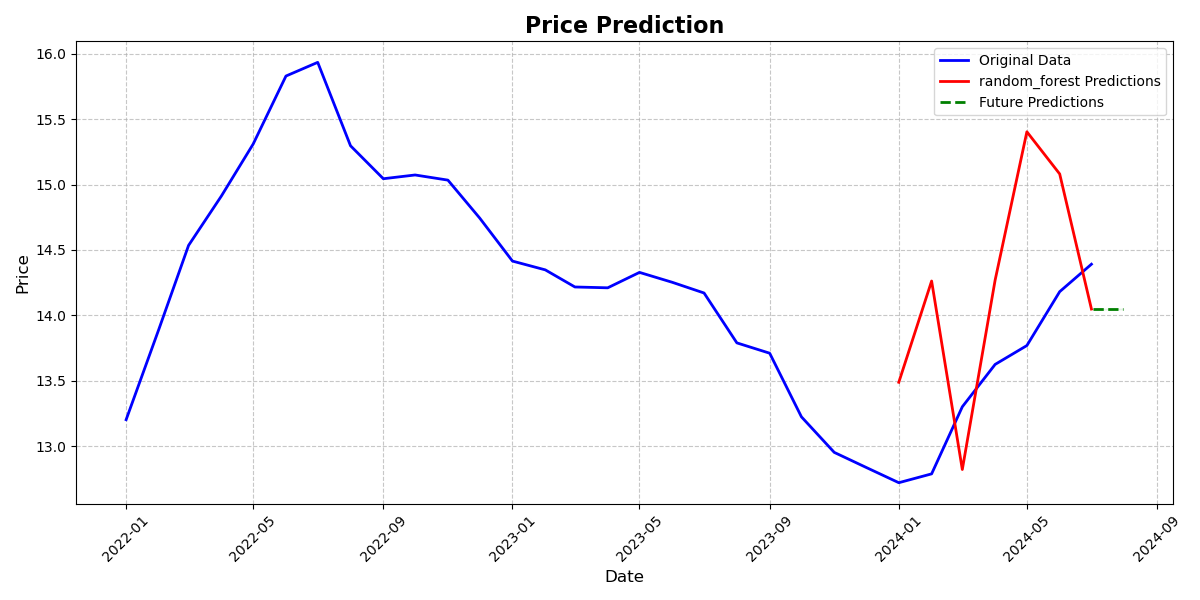 Price Prediction
Original Data
random_forest Predictions
Future Predictions
Price
16.0
15.5
15.0
14.5
14.0
13.5
13.0
2022-01
2022-05
2022-09
2023-01
2023-05
2023-09
2024-01
2024-05
2024-09
Date